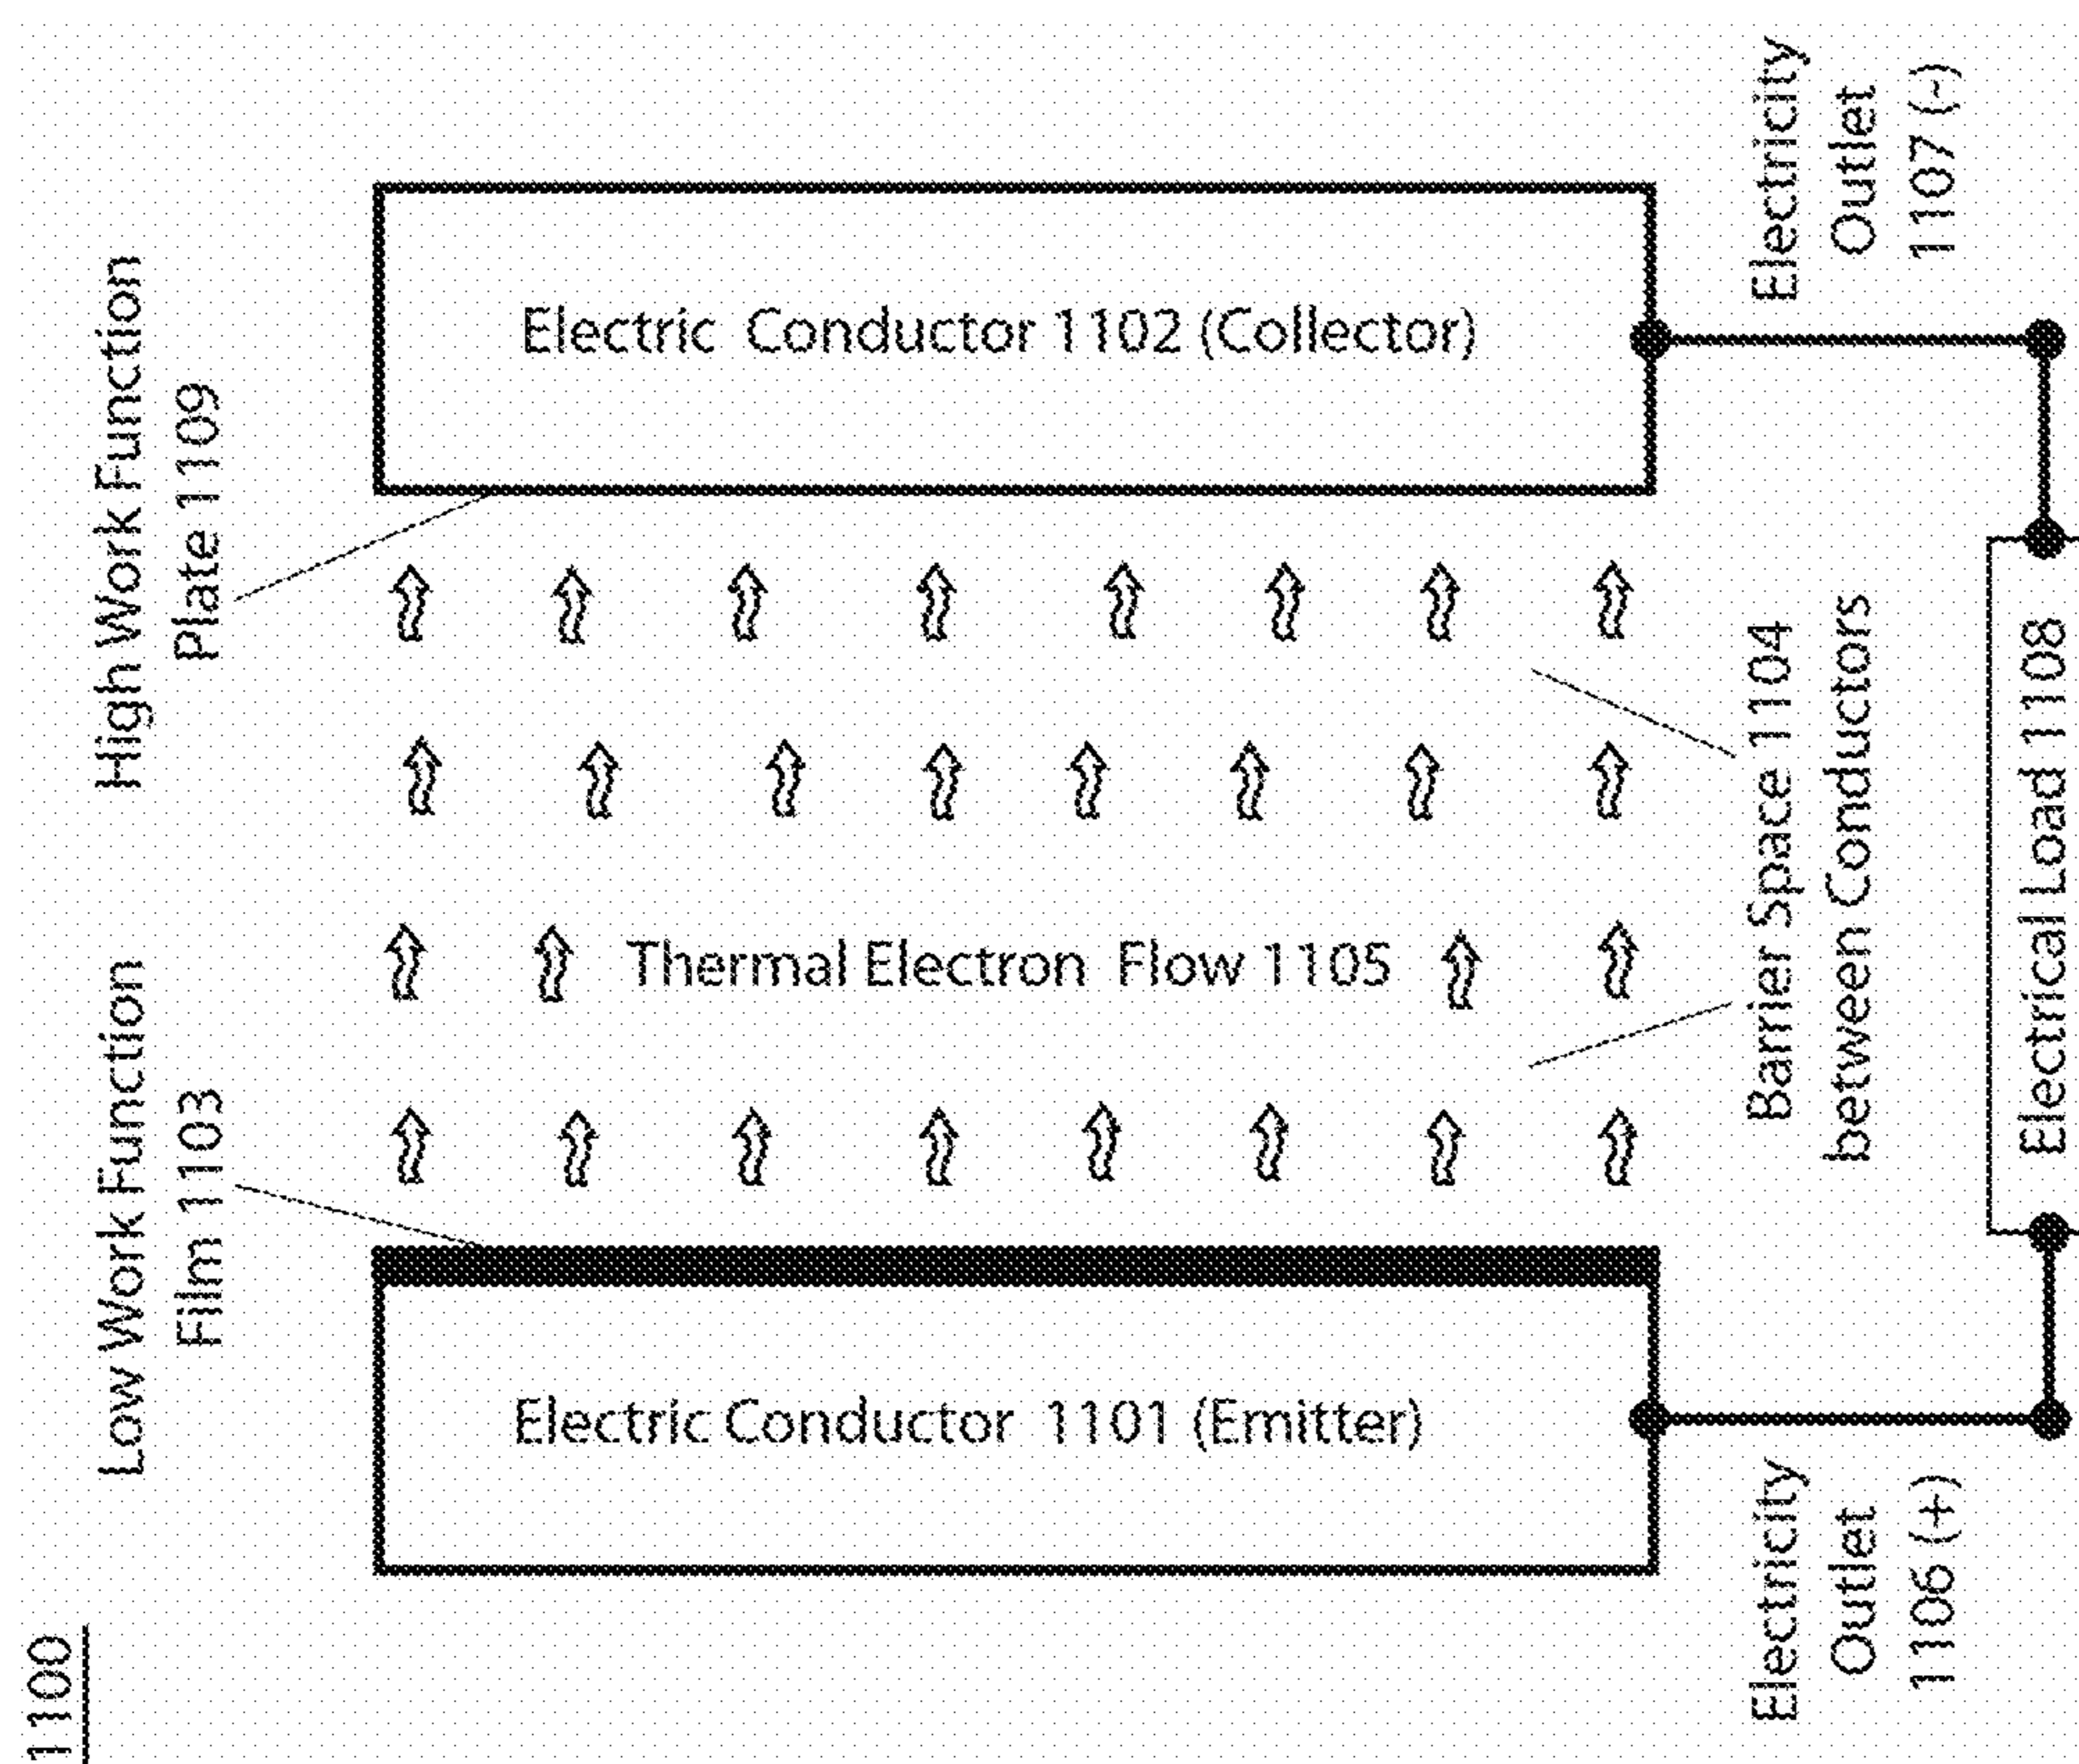 1100
High Work Function
Plate 1109
Low Work Function
Film 1103
Electric Conductor 1102 (Collector)
Thermal Electron Flow 1105
Electric Conductor 1101 (Emitter)
Electricity
Outlet
1107 (-)
Barrier Space 1104
between Conductors
Electrical Load 1108
Electricity
Outlet
1106 (+)